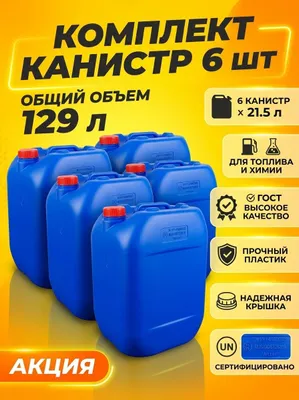 КОМПЛЕКТ
КАНИСТР 6 ШТ
ОБЩИЙ ОБЪЕМ
129 л
6 КАНИСТР
x 21.5 л
ДЛЯ ТОПЛИВА
И ХИМИИ
ГОСТ
ВЫСОКОЕ
КАЧЕСТВО
ПРОЧНЫЙ
ПЛАСТИК
НАДЕЖНАЯ
КРЫШКА
UN
СЕРТИФИЦИРОВАНО
АКЦИЯ